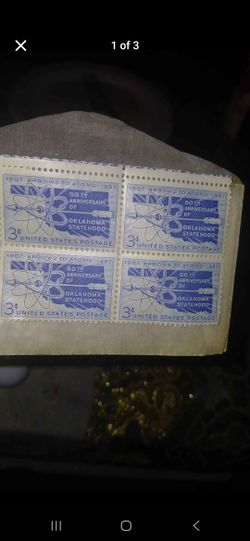 1 of 3
1907 ARROWS TO ATOMS 1957
50TH
ANNIVERSARY
OF
OKLAHOMA
STATEHOOD
3¢ UNITED STATES POSTAGE
1907 ARROWS TO ATOMS 1957
50TH
ANNIVERSARY
OF
OKLAHOMA
STATEHOOD
3¢ UNITED STATES POSTAGE
1907 ARROWS TO ATOMS 1957
50TH
ANNIVERSARY
OF
OKLAHOMA
STATEHOOD
3¢ UNITED STATES POSTAGE
1907 ARROWS TO ATOMS 1957
50TH
ANNIVERSARY
OF
OKLAHOMA
STATEHOOD
3¢ UNITED STATES POSTAGE